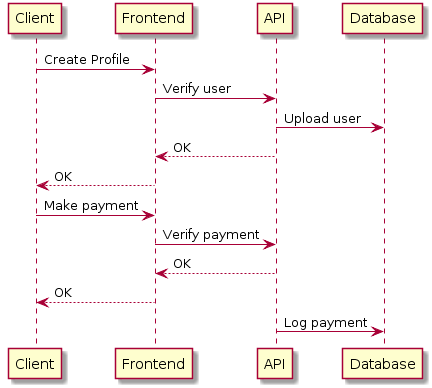 Client Frontend API Database
Create Profile
Verify user
Upload user
OK
OK
Make payment
Verify payment
OK
OK
Log payment
Client Frontend API Database